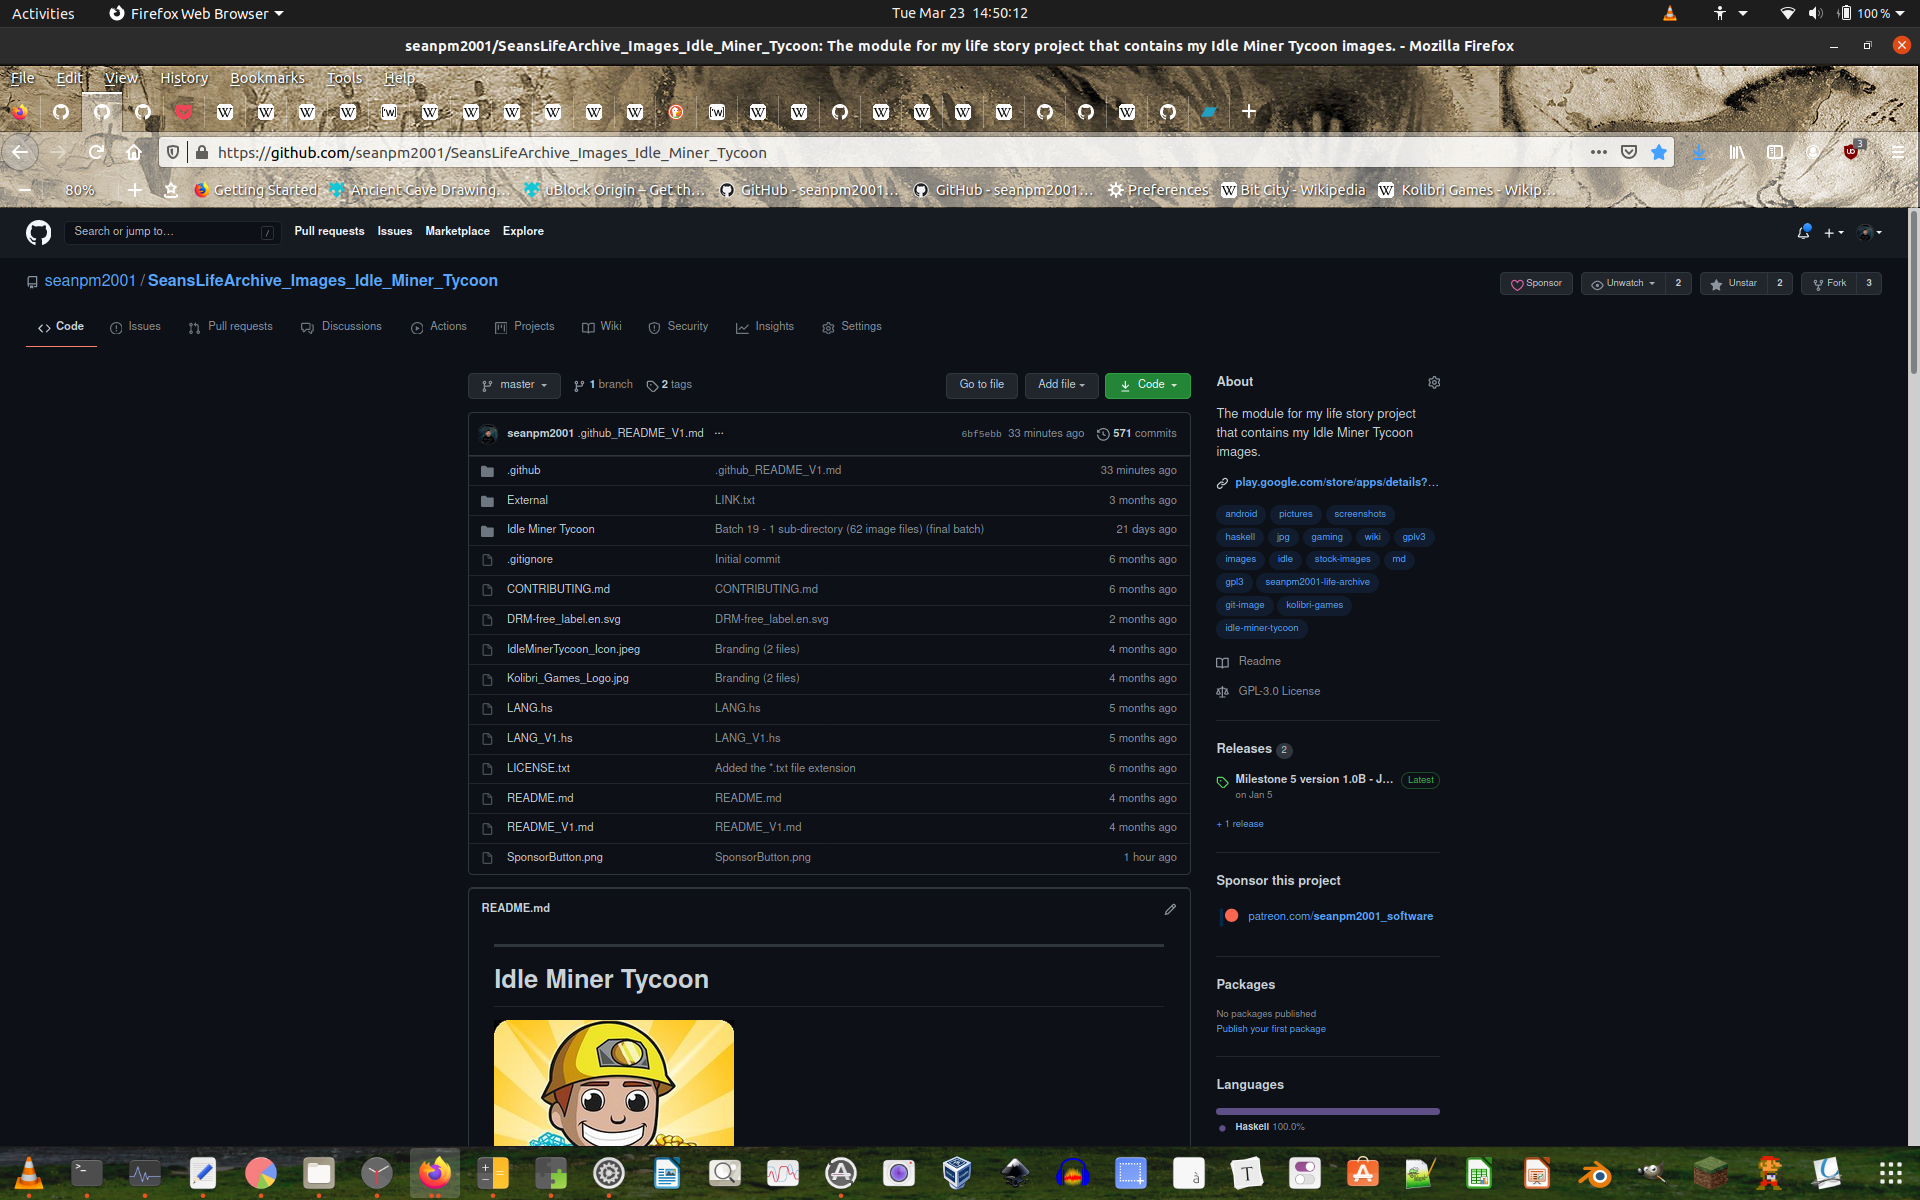 Activities
Firefox Web Browser
Tue Mar 23 14:50:12
100 %
seanpm2001/SeansLifeArchive_Images_Idle_Miner_Tycoon: The module for my life story project that contains my Idle Miner Tycoon images. - Mozilla Firefox
File Edit View History Bookmarks Tools Help
https://github.com/seanpm2001/SeansLifeArchive_Images_Idle_Miner_Tycoon
3
80%
Getting Started
Ancient Cave Drawing…
uBlock Origin – Get th…
GitHub - seanpm2001…
GitHub - seanpm2001…
Preferences
Bit City - Wikipedia
Kolibri Games - Wikip…
Search or jump to…
/
Pull requests Issues Marketplace Explore
seanpm2001 / SeansLifeArchive_Images_Idle_Miner_Tycoon
Sponsor
Unwatch 2
Unstar 2
Fork 3
Code Issues Pull requests Discussions Actions Projects Wiki Security Insights Settings
master
1 branch
2 tags
Go to file
Add file
Code
seanpm2001 .github_README_V1.md ...
6bf5ebb 33 minutes ago
571 commits
.github .github_README_V1.md 33 minutes ago
External LINK.txt 3 months ago
Idle Miner Tycoon Batch 19 - 1 sub-directory (62 image files) (final batch) 21 days ago
.gitignore Initial commit 6 months ago
CONTRIBUTING.md CONTRIBUTING.md 6 months ago
DRM-free_label.en.svg DRM-free_label.en.svg 2 months ago
IdleMinerTycoon_Icon.jpeg Branding (2 files) 4 months ago
Kolibri_Games_Logo.jpg Branding (2 files) 4 months ago
LANG.hs LANG.hs 5 months ago
LANG_V1.hs LANG_V1.hs 5 months ago
LICENSE.txt Added the *.txt file extension 6 months ago
README.md README.md 4 months ago
README_V1.md README_V1.md 4 months ago
SponsorButton.png SponsorButton.png 1 hour ago
README.md
Idle Miner Tycoon
About
The module for my life story project
that contains my Idle Miner Tycoon
images.
play.google.com/store/apps/details?…
android pictures screenshots
haskell jpg gaming wiki gplv3
images idle stock-images md
gpl3 seanpm2001-life-archive
git-image kolibri-games
idle-miner-tycoon
Readme
GPL-3.0 License
Releases 2
Milestone 5 version 1.0B - J… Latest
on Jan 5
+ 1 release
Sponsor this project
patreon.com/seanpm2001_software
Packages
No packages published
Publish your first package
Languages
Haskell 100.0%